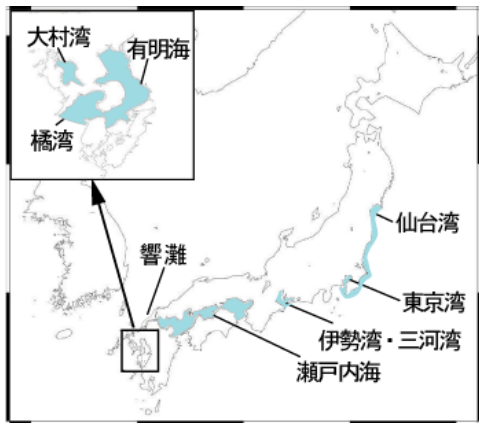 大村湾
有明海
橘湾
響灘
仙台湾
東京湾
伊勢湾・三河湾
瀬戸内海